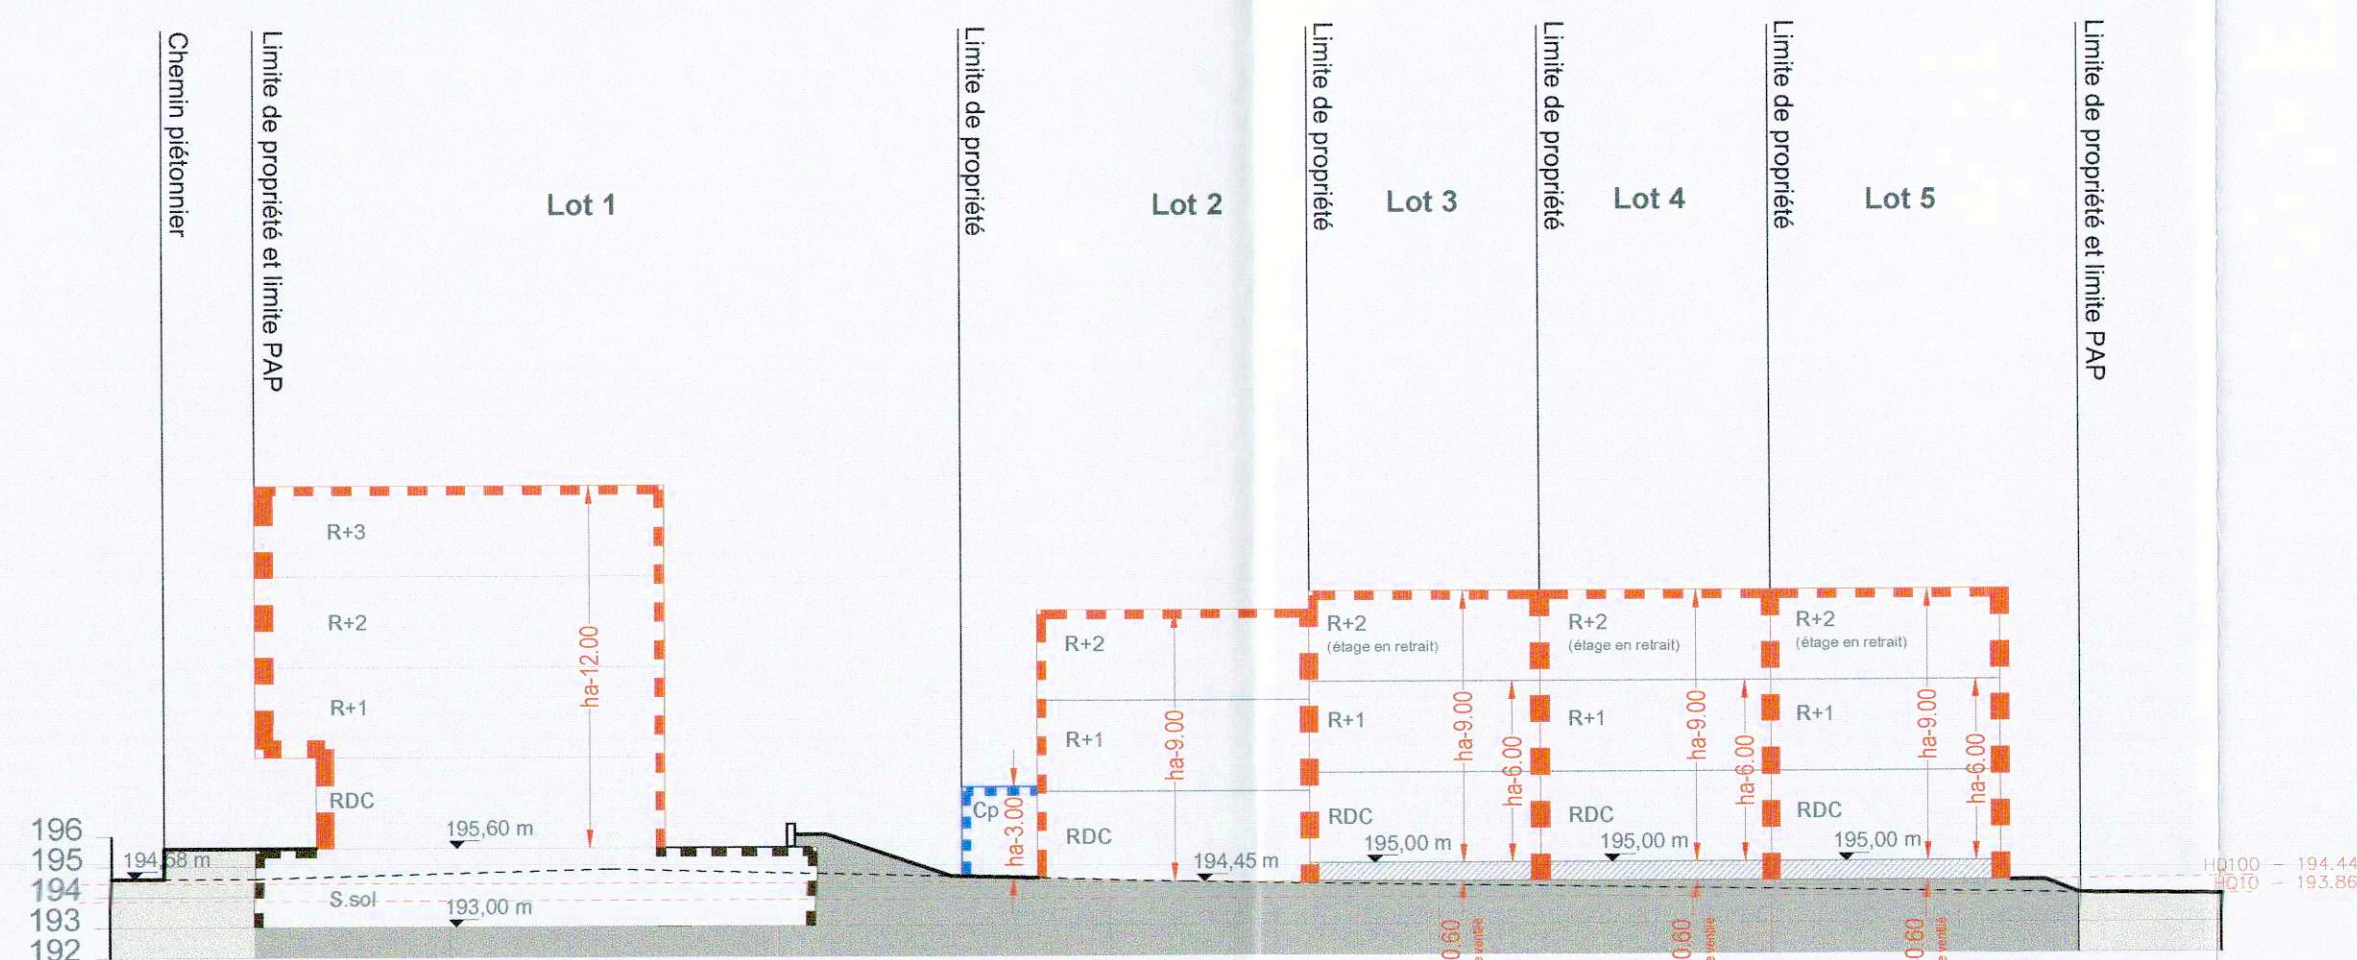 Chemin piétonnier
Limite de propriété et limite PAP
Limite de propriété
Limite de propriété
Limite de propriété
Limite de propriété
Limite de propriété et limite PAP
Lot 1
Lot 2
Lot 3
Lot 4
Lot 5
R+3
R+2
R+1
RDC
ha-12.00
195,60 m
S.sol
193,00 m
196
195
194
193
192
194,58 m
Cp
ha-3.00
R+2
R+1
RDC
ha-9.00
194,45 m
R+2
(étage en retrait)
R+1
RDC
195,00 m
ha-9.00
ha-6.00
R+2
(étage en retrait)
R+1
RDC
195,00 m
ha-9.00
ha-6.00
R+2
(étage en retrait)
R+1
RDC
195,00 m
ha-9.00
ha-6.00
0.60
ventilé
0.60
ventilé
0.60
ventilé
HQ100 - 194.44
HQ10 - 193.86